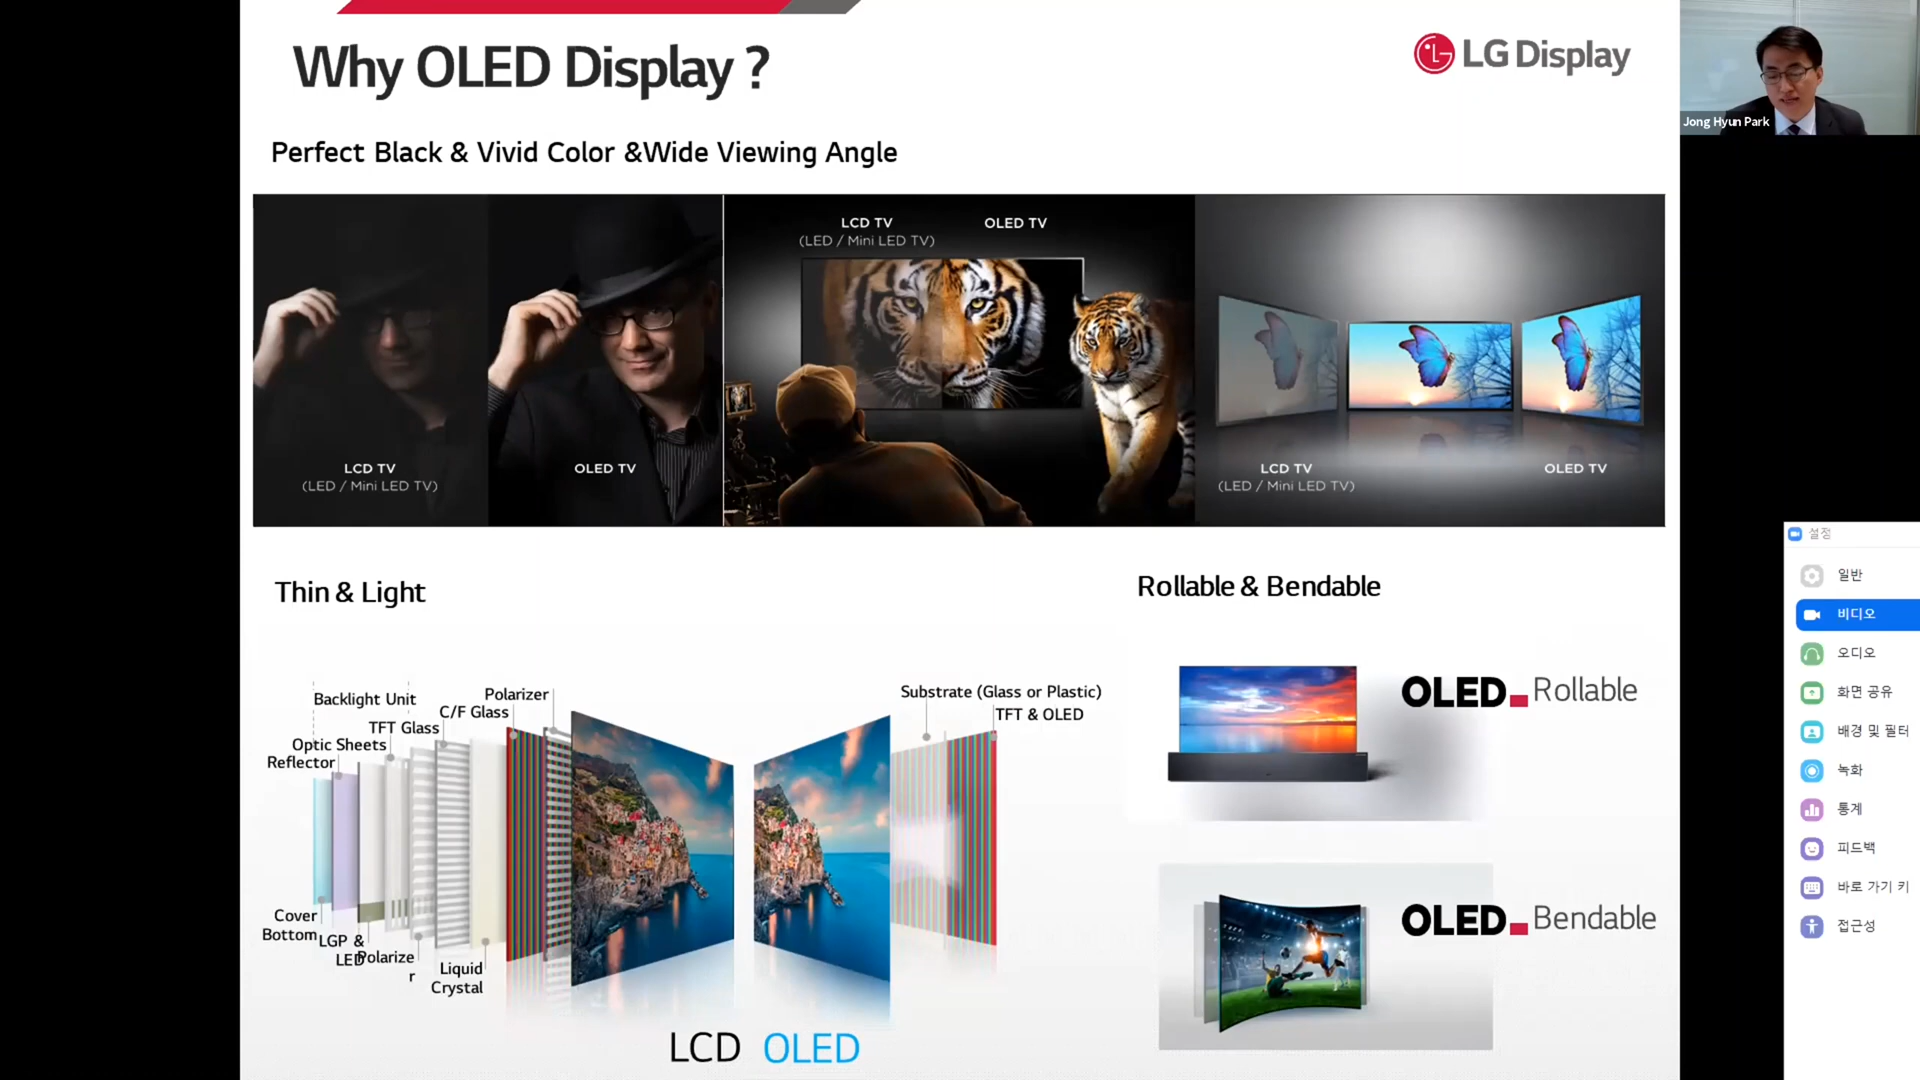 Why OLED Display ?
LG Display
Jong Hyun Park
Perfect Black & Vivid Color &Wide Viewing Angle
LCD TV
(LED / Mini LED TV)
OLED TV
LCD TV
(LED / Mini LED TV)
OLED TV
LCD TV
(LED / Mini LED TV)
OLED TV
Thin & Light
Backlight Unit
Polarizer
C/F Glass
TFT Glass
Optic Sheets
Reflector
Cover
Bottom
LGP &
LED
Polarize
r
Liquid
Crystal
Substrate (Glass or Plastic)
TFT & OLED
LCD OLED
Rollable & Bendable
OLED Rollable
OLED Bendable
설정
일반
비디오
오디오
화면 공유
배경 및 필터
녹화
통계
피드백
바로 가기 키
접근성